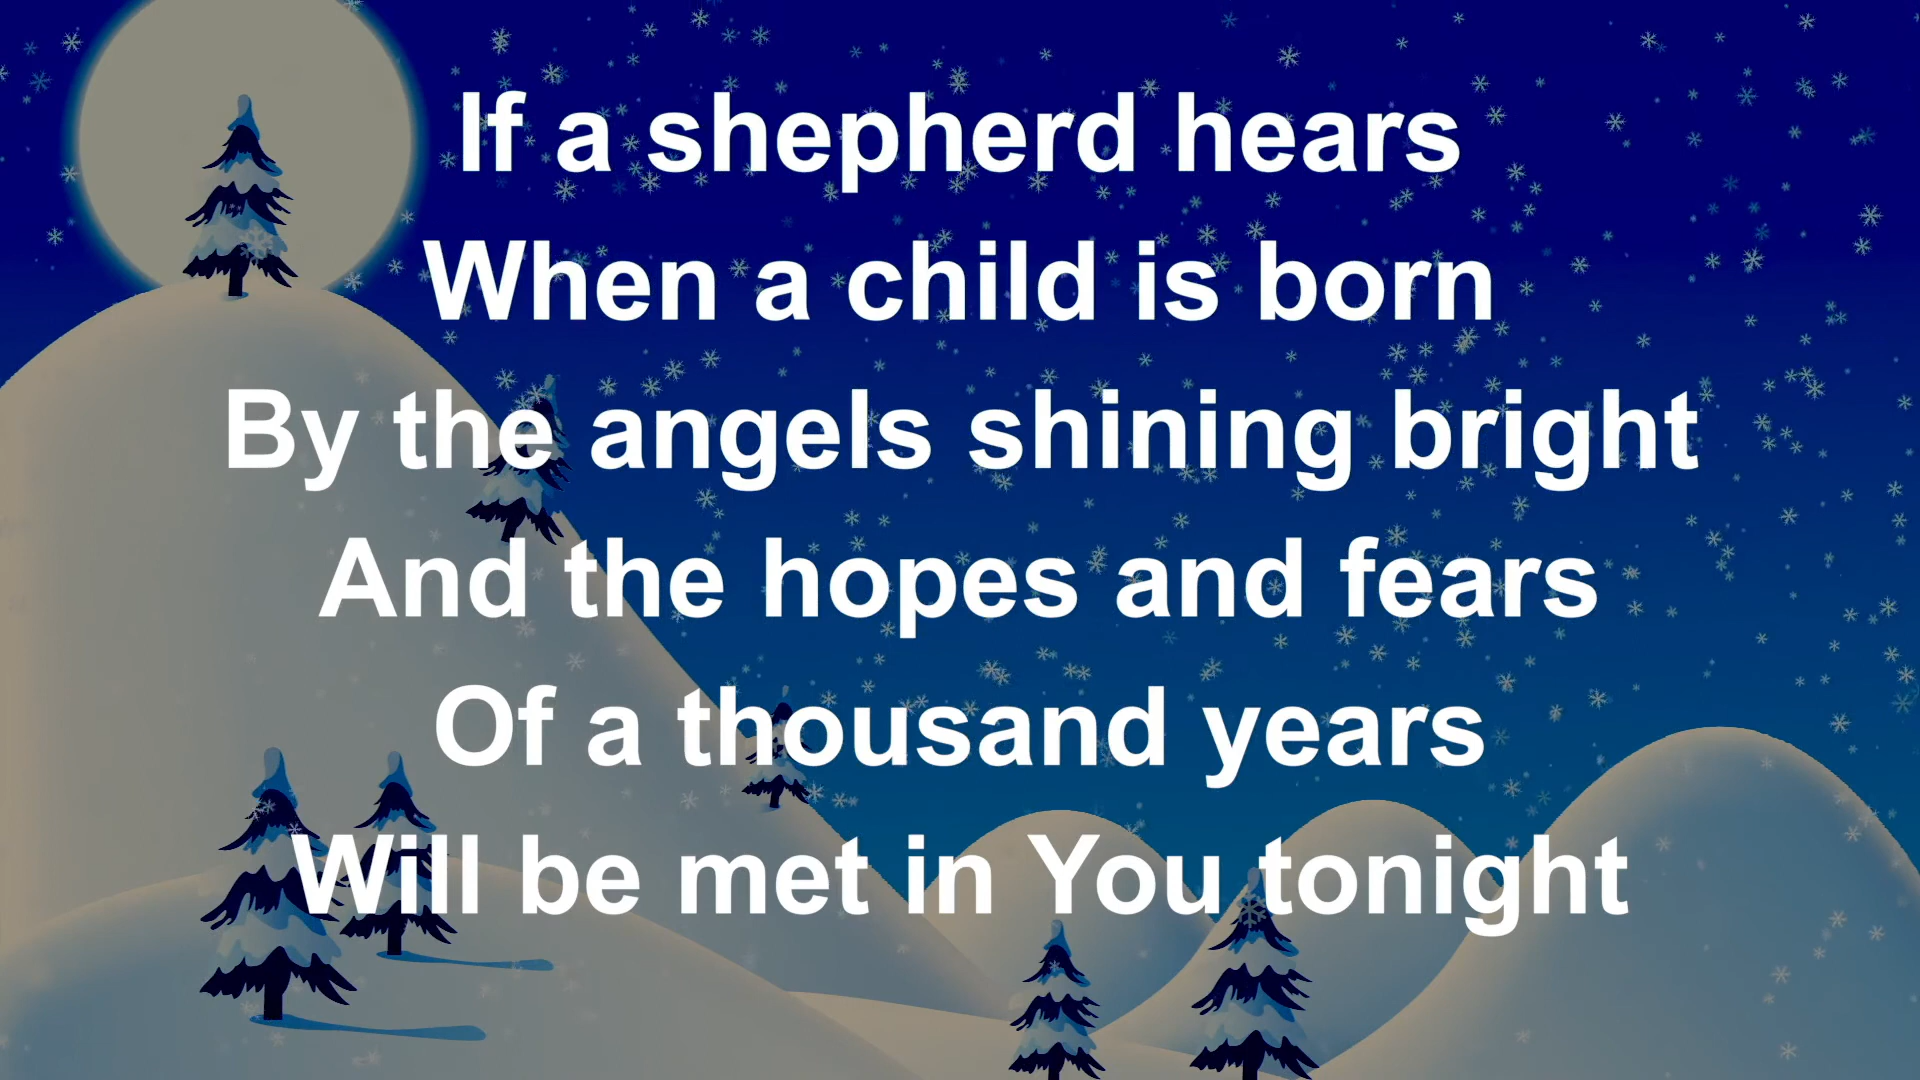 If a shepherd hears
When a child is born
By the angels shining bright
And the hopes and fears
Of a thousand years
Will be met in You tonight